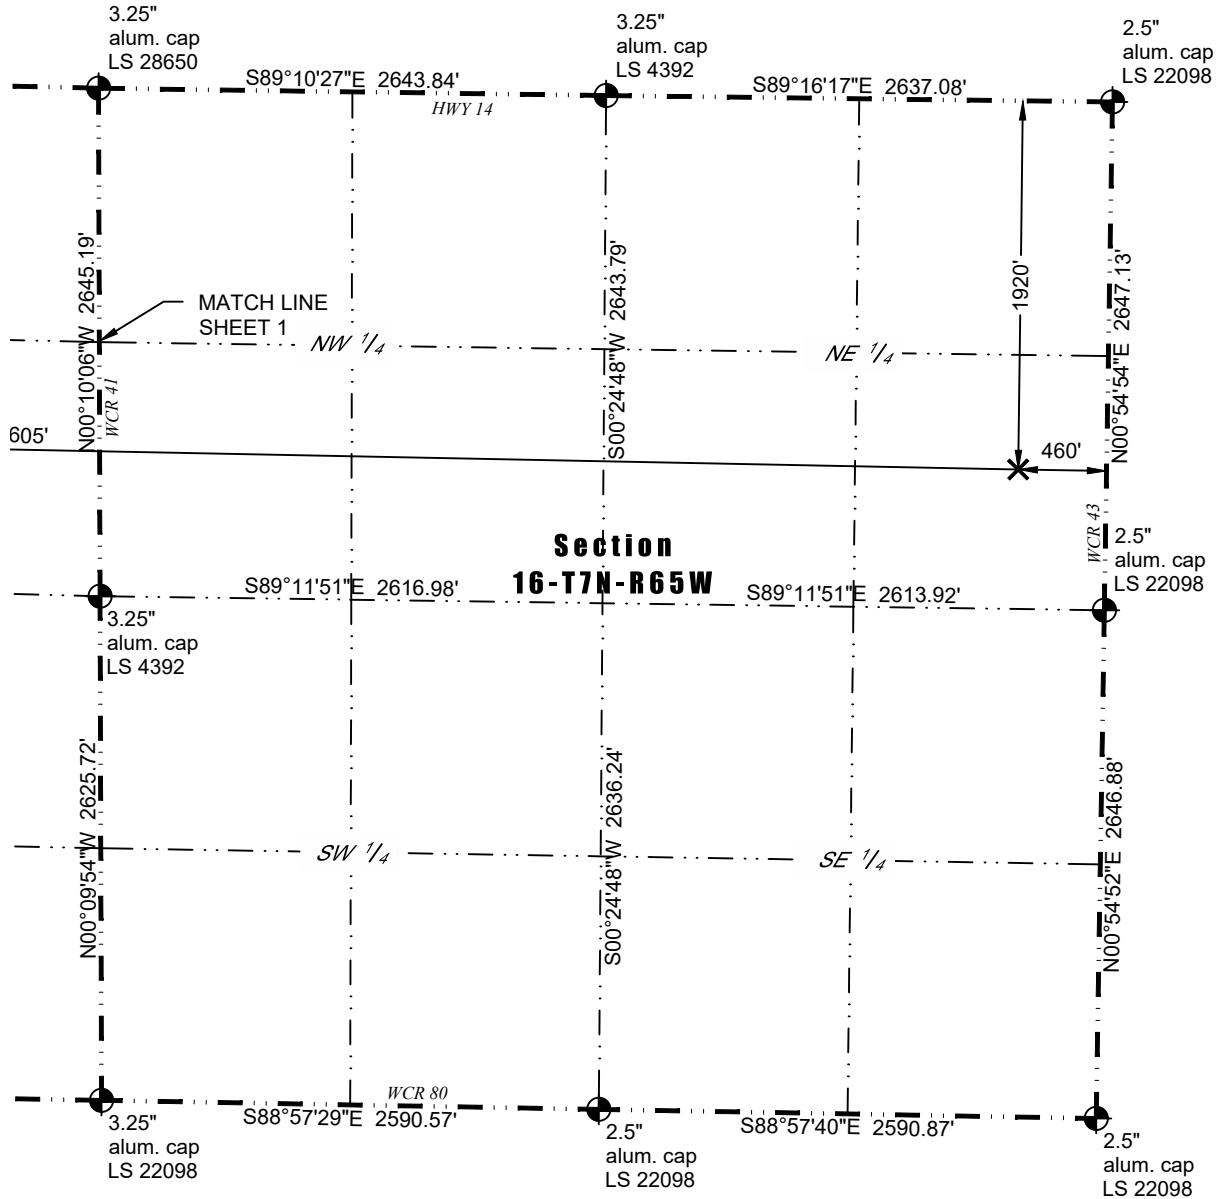 3.25"
alum. cap
LS 28650
3.25"
alum. cap
LS 4392
2.5"
alum. cap
LS 22098
S89°10'27"E 2643.84'
HWY 14
S89°16'17"E 2637.08'
N00°10'06"W 2645.19'
WCR 41
MATCH LINE
SHEET 1
NW 1/4
S00°24'48"W 2643.79'
NE 1/4
1920'
N00°54'54"E 2647.13'
605'
460'
WCR 43
Section
16-T7N-R65W
2.5"
alum. cap
LS 22098
S89°11'51"E 2616.98'
S89°11'51"E 2613.92'
3.25"
alum. cap
LS 4392
N00°09'54"W 2625.72'
SW 1/4
S00°24'48"W 2636.24'
SE 1/4
N00°54'52"E 2646.88'
WCR 80
S88°57'29"E 2590.57'
S88°57'40"E 2590.87'
3.25"
alum. cap
LS 22098
2.5"
alum. cap
LS 22098
2.5"
alum. cap
LS 22098